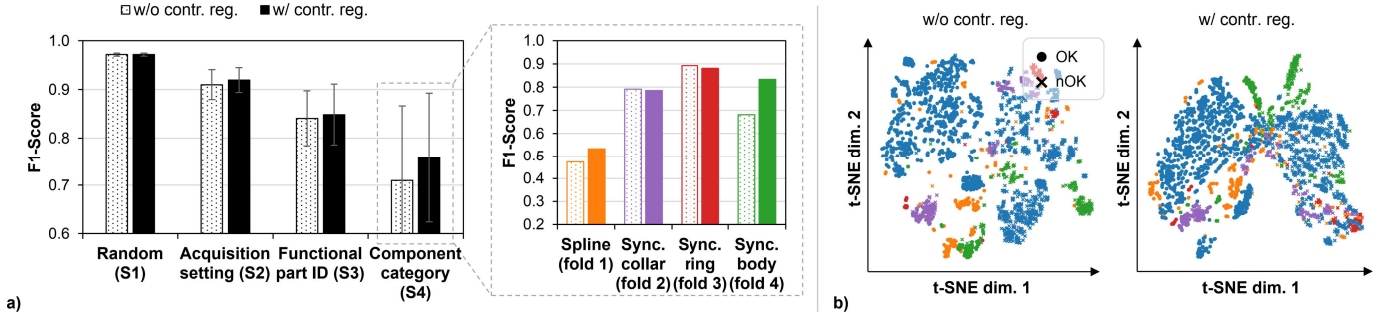 w/o contr. reg. w/ contr. reg.
F1-Score
1.0
0.9
0.8
0.7
0.6
Random (S1)
Acquisition setting (S2)
Functional part ID (S3)
Component category (S4)
a)
F1-Score
1.0
0.9
0.8
0.7
0.6
0.5
0.4
0.3
0.2
Spline (fold 1)
Sync. collar (fold 2)
Sync. ring (fold 3)
Sync. body (fold 4)
b)
w/o contr. reg.
OK
nOK
t-SNE dim. 2
t-SNE dim. 1
w/ contr. reg.
t-SNE dim. 2
t-SNE dim. 1